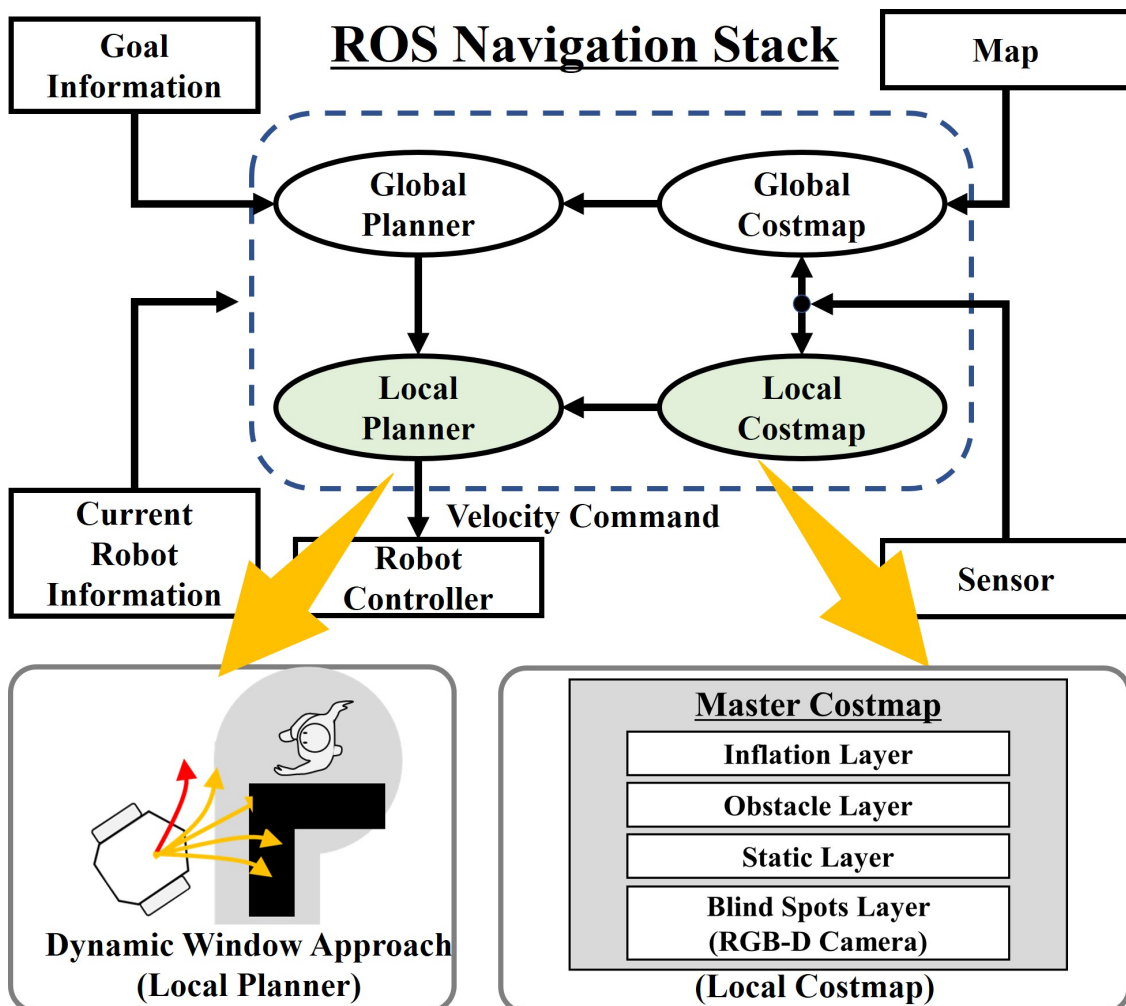 Goal
Information
ROS Navigation Stack
Map
Global
Planner
Global
Costmap
Local
Planner
Local
Costmap
Current
Robot
Information
Velocity Command
Robot
Controller
Sensor
Dynamic Window Approach
(Local Planner)
Master Costmap
Inflation Layer
Obstacle Layer
Static Layer
Blind Spots Layer
(RGB-D Camera)
(Local Costmap)